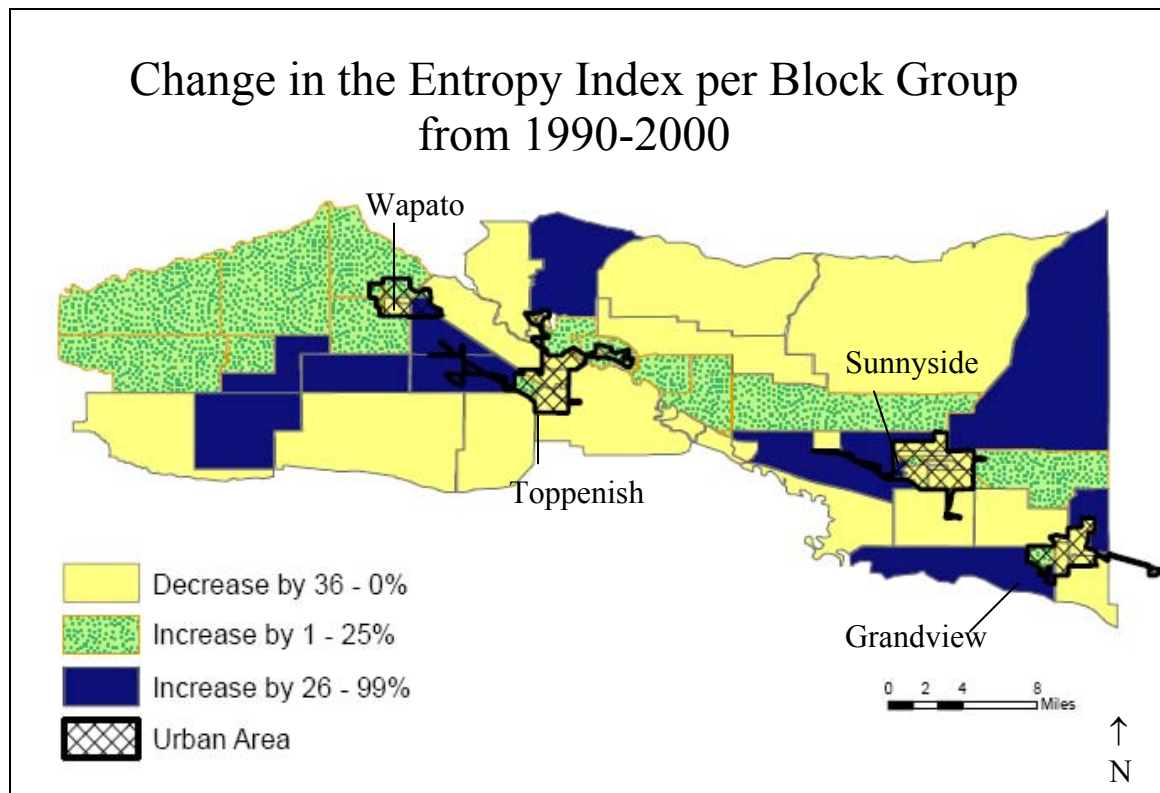 Change in the Entropy Index per Block Group
from 1990-2000
Wapato
Sunnyside
Toppenish
Grandview
Decrease by 36 - 0%
Increase by 1 - 25%
Increase by 26 - 99%
Urban Area
0 2 4 8
Miles
↑
N